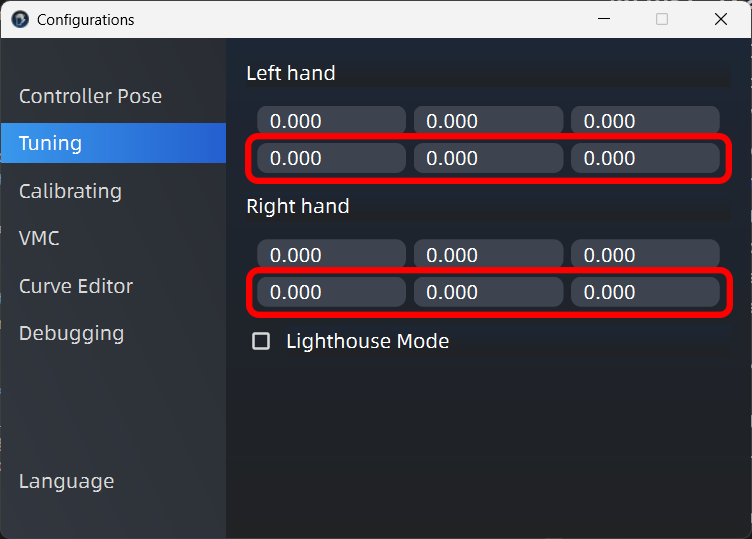 Configurations
Controller Pose
Tuning
Calibrating
VMC
Curve Editor
Debugging
Language
Left hand
0.000 0.000 0.000
0.000 0.000 0.000
Right hand
0.000 0.000 0.000
0.000 0.000 0.000
Lighthouse Mode